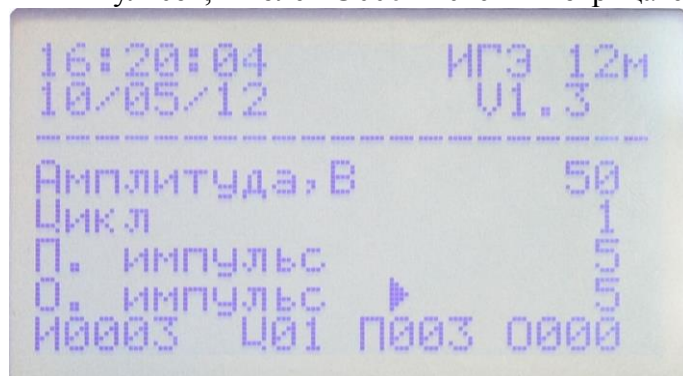 16:20:04 ИГЭ 12м
10/05/12 V1.3
Амплитуда,В 50
Цикл 1
П. импульс 5
О. импульс 5
И0003 Ц01 П003 О000